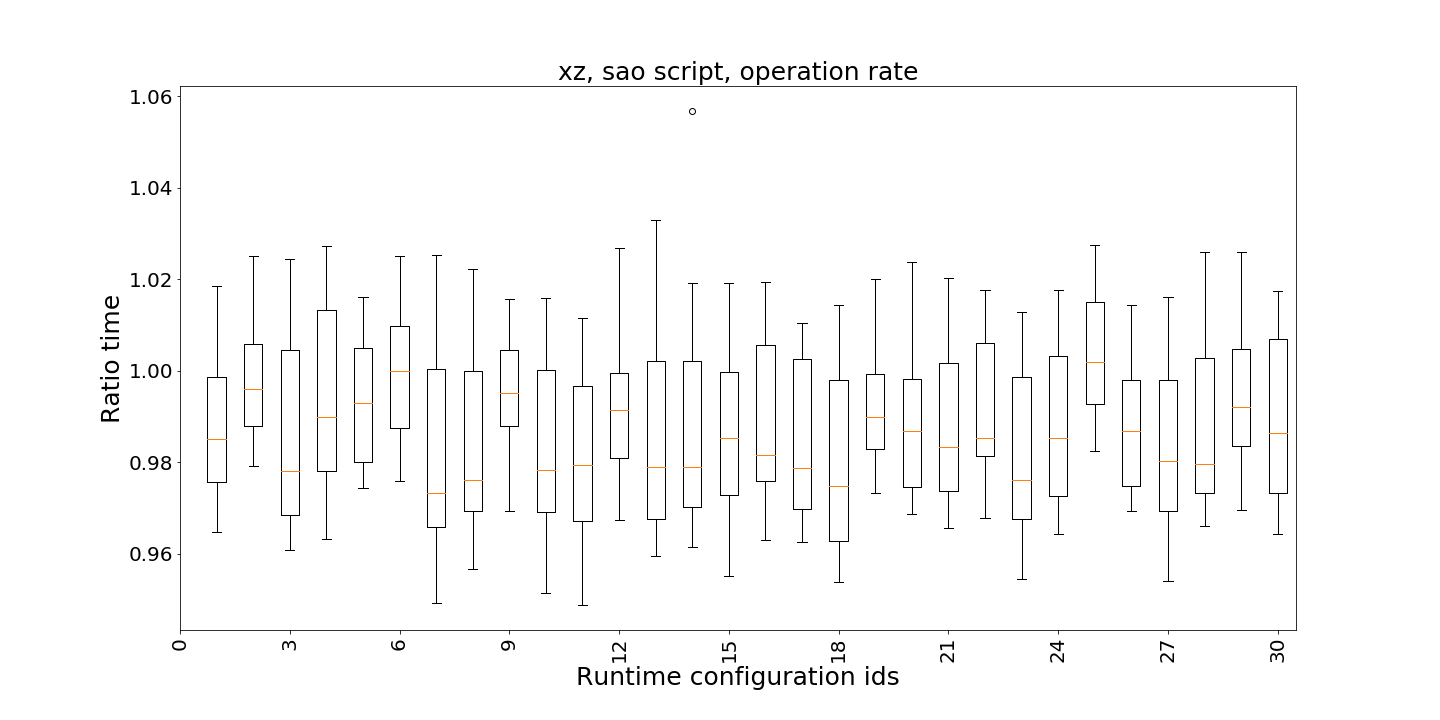 xz, sao script, operation rate
1.06
1.04
1.02
1.00
0.98
0.96
Ratio time
0 3 6 9 12 15 18 21 24 27 30
Runtime configuration ids